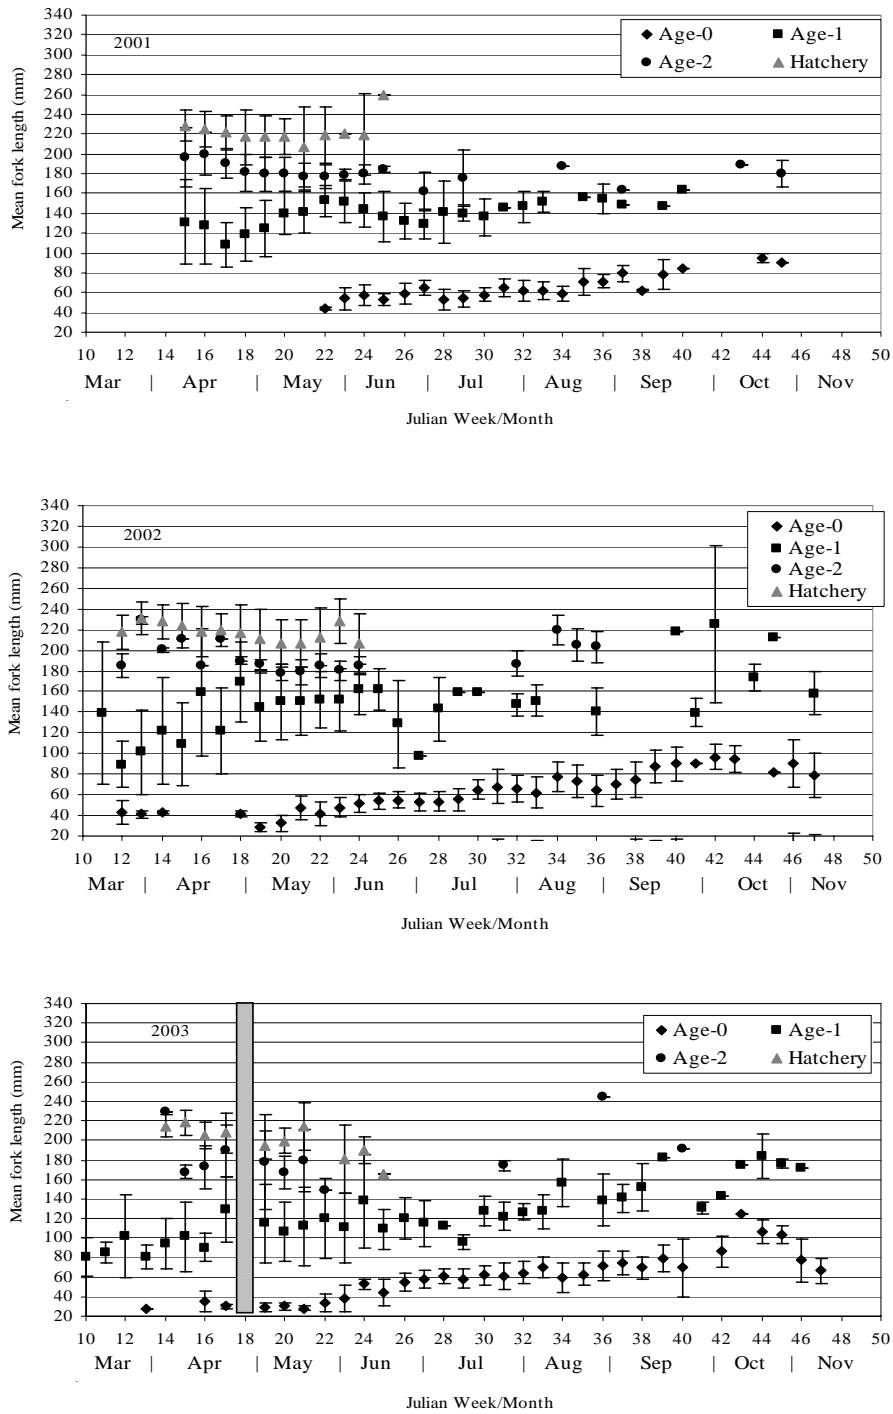 340
320
300
280
260
240
220
200
180
160
140
120
100
80
60
40
20
Mean fork length (mm)
2001
Age-0 Age-1
Age-2 Hatchery
10 12 14 16 18 20 22 24 26 28 30 32 34 36 38 40 42 44 46 48 50
Mar | Apr | May | Jun | Jul | Aug | Sep | Oct | Nov
Julian Week/Month
340
320
300
280
260
240
220
200
180
160
140
120
100
80
60
40
20
Mean fork length (mm)
2002
Age-0
Age-1
Age-2
Hatchery
10 12 14 16 18 20 22 24 26 28 30 32 34 36 38 40 42 44 46 48 50
Mar | Apr | May | Jun | Jul | Aug | Sep | Oct | Nov
Julian Week/Month
340
320
300
280
260
240
220
200
180
160
140
120
100
80
60
40
20
Mean fork length (mm)
2003
Age-0 Age-1
Age-2 Hatchery
10 12 14 16 18 20 22 24 26 28 30 32 34 36 38 40 42 44 46 48 50
Mar | Apr | May | Jun | Jul | Aug | Sep | Oct | Nov
Julian Week/Month